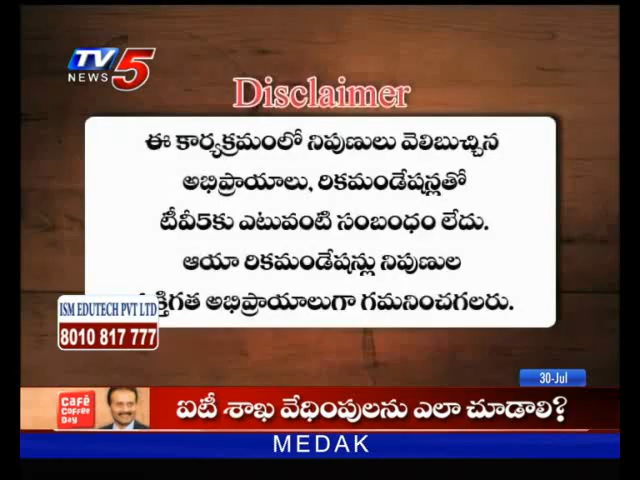 TV5
NEWS
Disclaimer
ఈ కార్యక్రమంలో నిపుణులు వెలిబుచ్చిన
అభిప్రాయాలు, రికమండేషన్లతో
టీవీ5కు ఎటువంటి సంబంధం లేదు.
ఆయా రికమండేషన్లు నిపుణుల
అభిప్రాయాలుగా గమనించగలరు.
ISM EDUTECH PVT LTD
8010 817 777
30-Jul
Café
Coffee
Day
ఐటీ శాఖ వేధింపులను ఎలా చూడాలి?
MEDAK